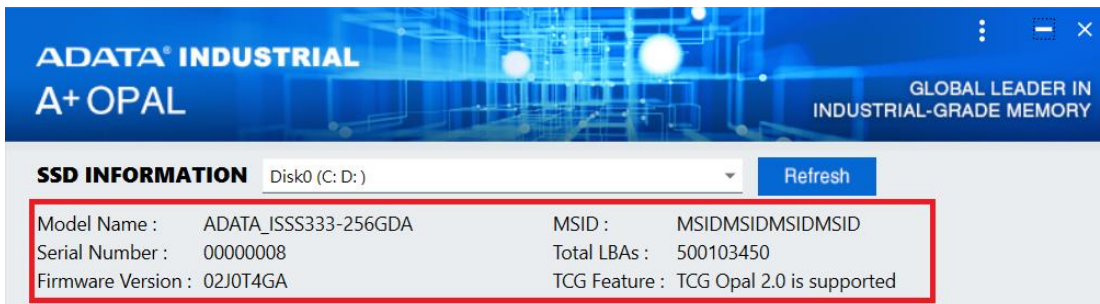 ADATA® INDUSTRIAL
A+ OPAL
GLOBAL LEADER IN
INDUSTRIAL-GRADE MEMORY
SSD INFORMATION Disk0 (C: D: ) Refresh
Model Name : ADATA_ISSS333-256GDA MSID : MSIDMSIDMSIDMSID
Serial Number : 00000008 Total LBAs : 500103450
Firmware Version : 02J0T4GA TCG Feature : TCG Opal 2.0 is supported